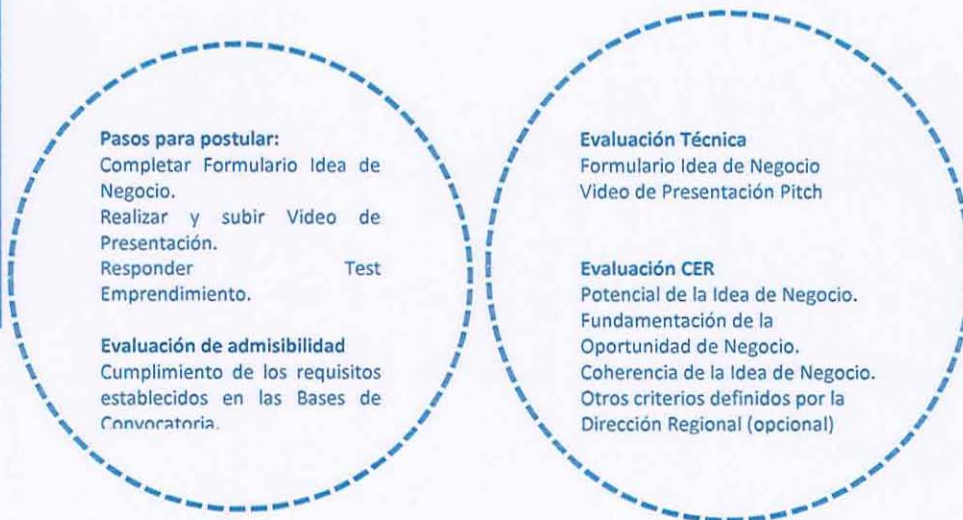 Pasos para postular:
Completar Formulario Idea de
Negocio.
Realizar y subir Video de
Presentación.
Responder Test
Emprendimiento.
Evaluación de admisibilidad
Cumplimiento de los requisitos
establecidos en las Bases de
Convocatoria.
Evaluación Técnica
Formulario Idea de Negocio
Video de Presentación Pitch
Evaluación CER
Potencial de la Idea de Negocio.
Fundamentación de la
Oportunidad de Negocio.
Coherencia de la Idea de Negocio.
Otros criterios definidos por la
Dirección Regional (opcional)